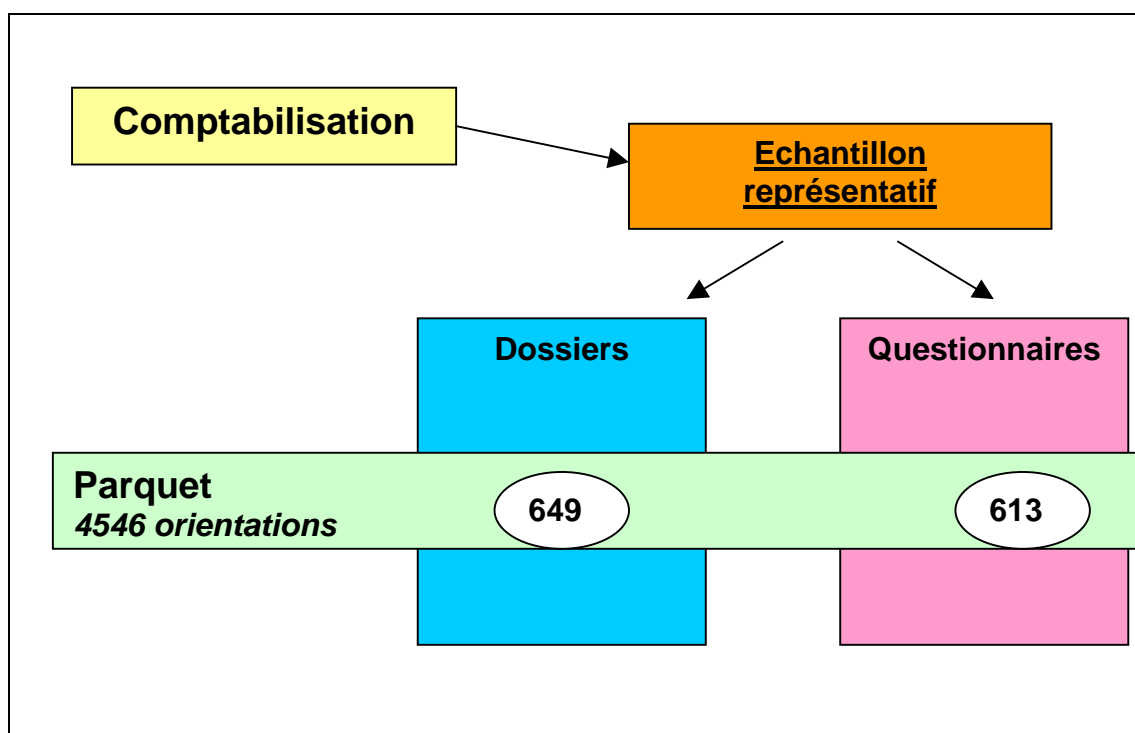 Comptabilisation
Echantillon
représentatif
Dossiers
Questionnaires
Parquet
4546 orientations
649
613